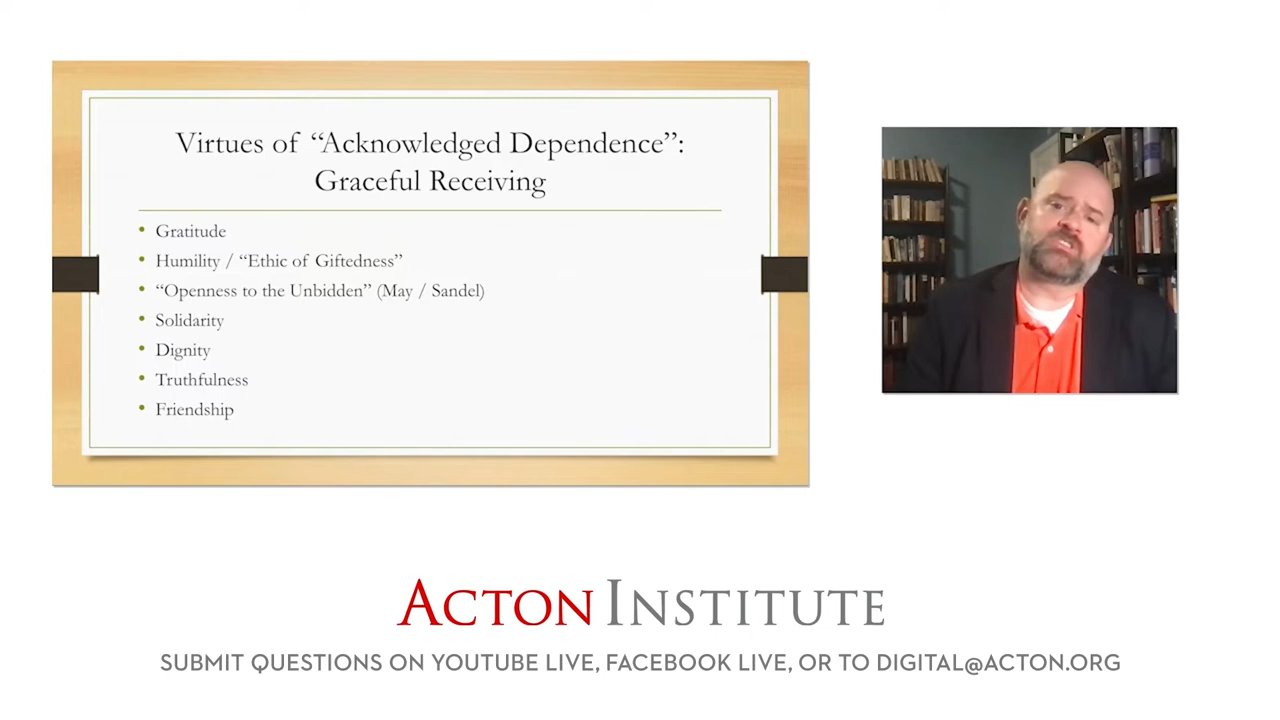 Virtues of “Acknowledged Dependence”:
Graceful Receiving
• Gratitude
• Humility / “Ethic of Giftedness”
• “Openness to the Unbidden” (May / Sandel)
• Solidarity
• Dignity
• Truthfulness
• Friendship
ACTON INSTITUTE
SUBMIT QUESTIONS ON YOUTUBE LIVE, FACEBOOK LIVE, OR TO DIGITAL@ACTON.ORG